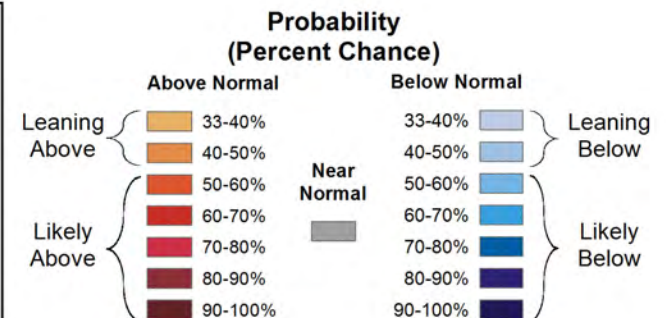 Probability
(Percent Chance)
Above Normal
Below Normal
Leaning
Above
33-40%
40-50%
Likely
Above
50-60%
60-70%
70-80%
80-90%
90-100%
Near
Normal
33-40%
40-50%
Leaning
Below
50-60%
60-70%
70-80%
80-90%
90-100%
Likely
Below